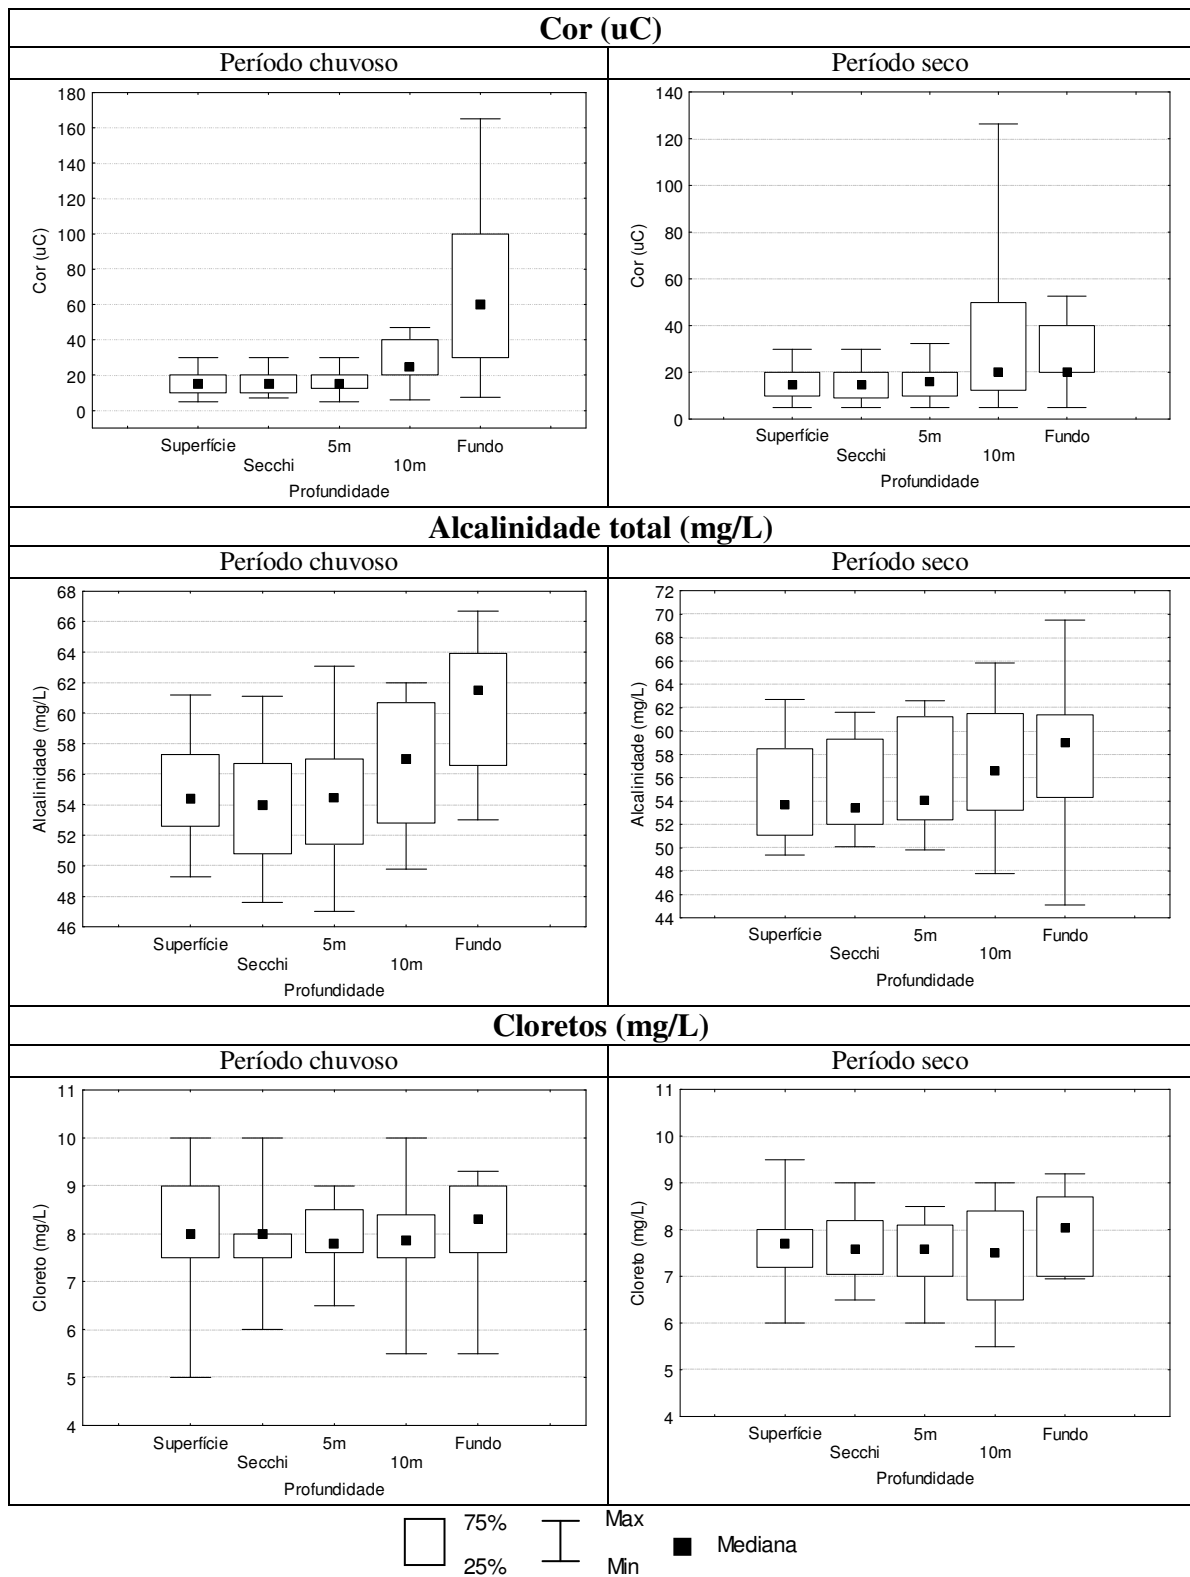 Cor (uC)
Período chuvoso
Período seco
180
160
140
120
100
80
60
40
20
0
Cor (uC)
Superfície
Secchi
5m
10m
Fundo
Profundidade
140
120
100
80
60
40
20
0
Cor (uC)
Superfície
Secchi
5m
10m
Fundo
Profundidade
Alcalinidade total (mg/L)
Período chuvoso
Período seco
68
66
64
62
60
58
56
54
52
50
48
46
Alcalinidade (mg/L)
Superfície
Secchi
5m
10m
Fundo
Profundidade
72
70
68
66
64
62
60
58
56
54
52
50
48
46
44
Alcalinidade (mg/L)
Superfície
Secchi
5m
10m
Fundo
Profundidade
Cloretos (mg/L)
Período chuvoso
Período seco
11
10
9
8
7
6
5
4
Cloreto (mg/L)
Superfície
Secchi
5m
10m
Fundo
Profundidade
11
10
9
8
7
6
5
4
Cloreto (mg/L)
Superfície
Secchi
5m
10m
Fundo
Profundidade
75%
25%
Max
Min
Mediana